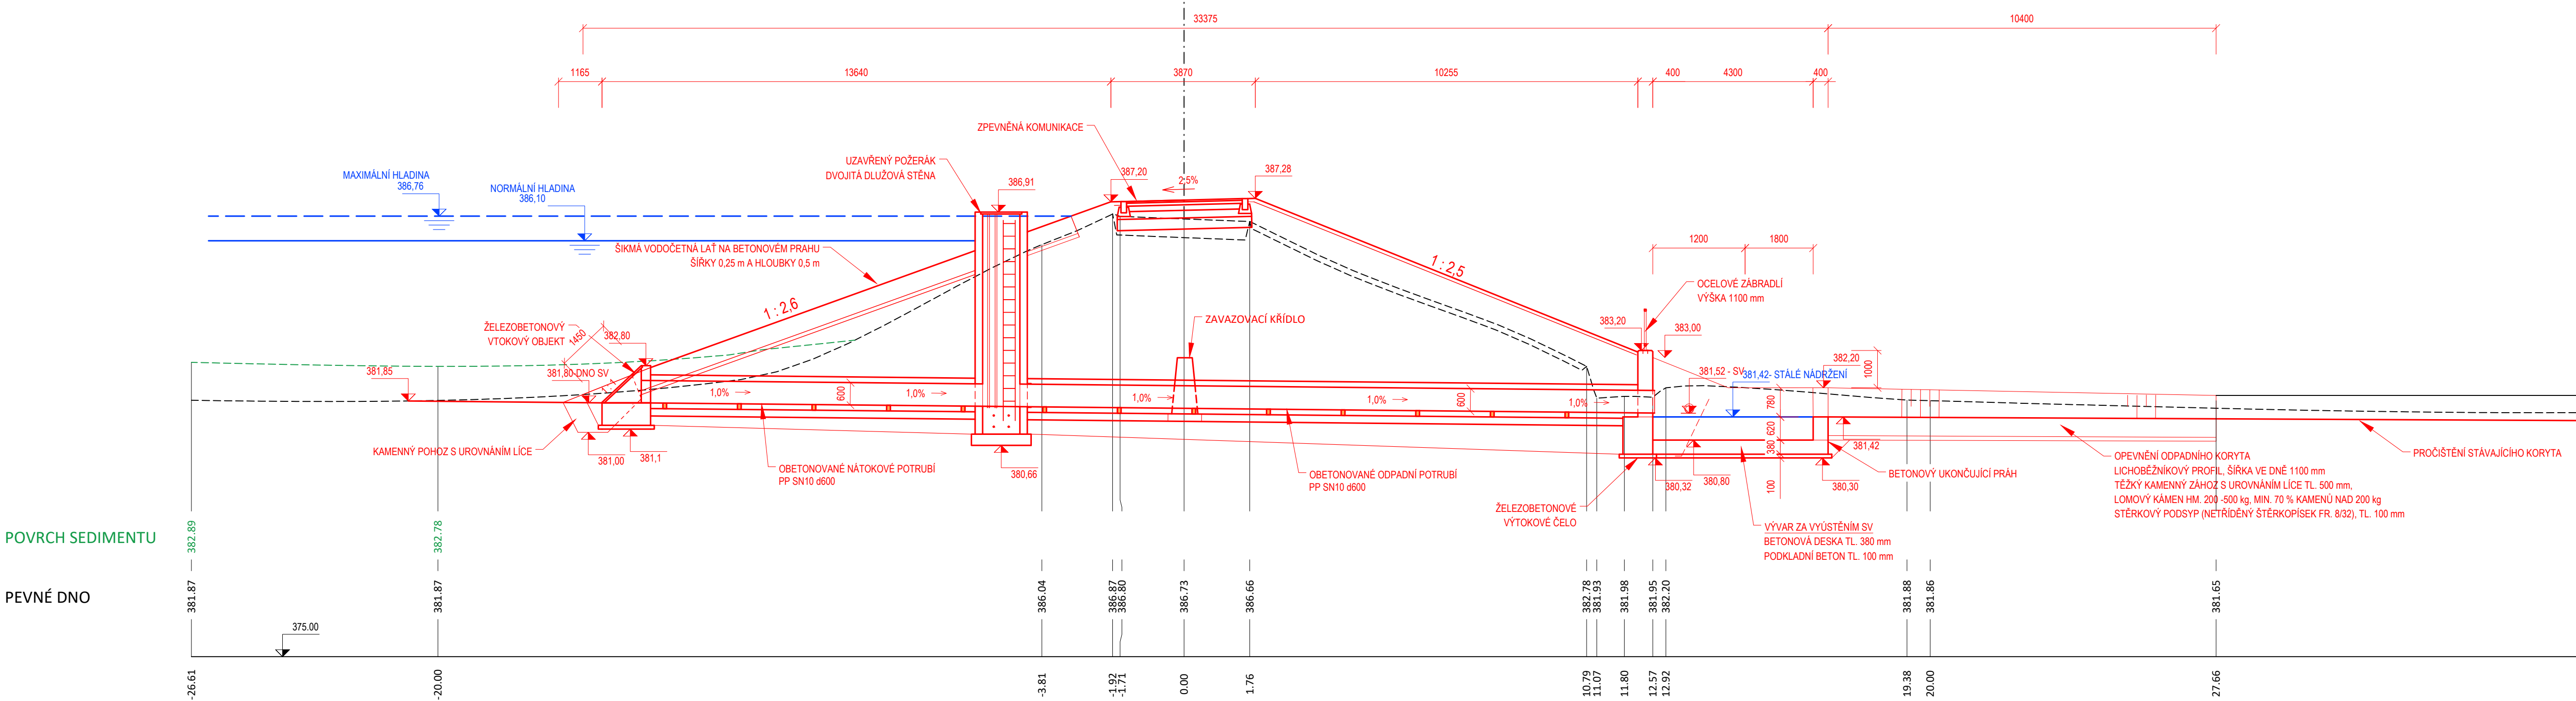 33375
10400
1165
13640
3870
10255
400
4300
400
ZPEVNĚNÁ KOMUNIKACE
UZAVŘENÝ POŽERÁK
DVOJITÁ DLUŽOVÁ STĚNA
386,91
387,20
2,5%
387,28
MAXIMÁLNÍ HLADINA
386,76
NORMÁLNÍ HLADINA
386,10
ŠIKMÁ VODOČETNÁ LAŤ NA BETONOVÉM PRAHU
ŠÍŘKY 0,25 m A HLOUBKY 0,5 m
1 : 2,6
1 : 2,5
1200
1800
OCELOVÉ ZÁBRADLÍ
VÝŠKA 1100 mm
ŽELEZOBETONOVÝ
VTOKOVÝ OBJEKT
1450
382,80
ZAVAZOVACÍ KŘÍDLO
383,20
383,00
381,85
381,80-DNO SV
382,20
1000
381,52 - SV
381,42- STÁLÉ NADRŽENÍ
1,0%
600
1,0%
1,0%
1,0%
600
1,0%
780
620
380
100
KAMENNÝ POHOZ S UROVNÁNÍM LÍCE
381,00
381,1
OBETONOVANÉ NÁTOKOVÉ POTRUBÍ
PP SN10 d600
380,66
OBETONOVANÉ ODPADNÍ POTRUBÍ
PP SN10 d600
381,42
380,32
380,80
380,30
BETONOVÝ UKONČUJÍCÍ PRÁH
OPEVNĚNÍ ODPADNÍHO KORYTA
LICHOBĚŽNÍKOVÝ PROFIL, ŠÍŘKA VE DNĚ 1100 mm
TĚŽKÝ KAMENNÝ ZÁHOZ S UROVNÁNÍM LÍCE TL. 500 mm,
LOMOVÝ KÁMEN HM. 200 -500 kg, MIN. 70 % KAMENŮ NAD 200 kg
STĚRKOVÝ PODSYP (NETŘÍDĚNÝ ŠTĚRKOPÍSEK FR. 8/32), TL. 100 mm
PROČIŠTĚNÍ STÁVAJÍCÍHO KORYTA
ŽELEZOBETONOVÉ
VÝTOKOVÉ ČELO
VÝVAR ZA VYÚSTĚNÍM SV
BETONOVÁ DESKA TL. 380 mm
PODKLADNÍ BETON TL. 100 mm
POVRCH SEDIMENTU
382.89
382.78
PEVNÉ DNO
381.87
381.87
386.04
386.87
386.80
386.73
386.66
382.78
381.93
381.98
381.95
382.20
381.88
381.86
381.65
375.00
-26.61
-20.00
-3.81
-1.92
-1.71
0.00
1.76
10.79
11.07
11.80
12.57
12.92
19.38
20.00
27.66